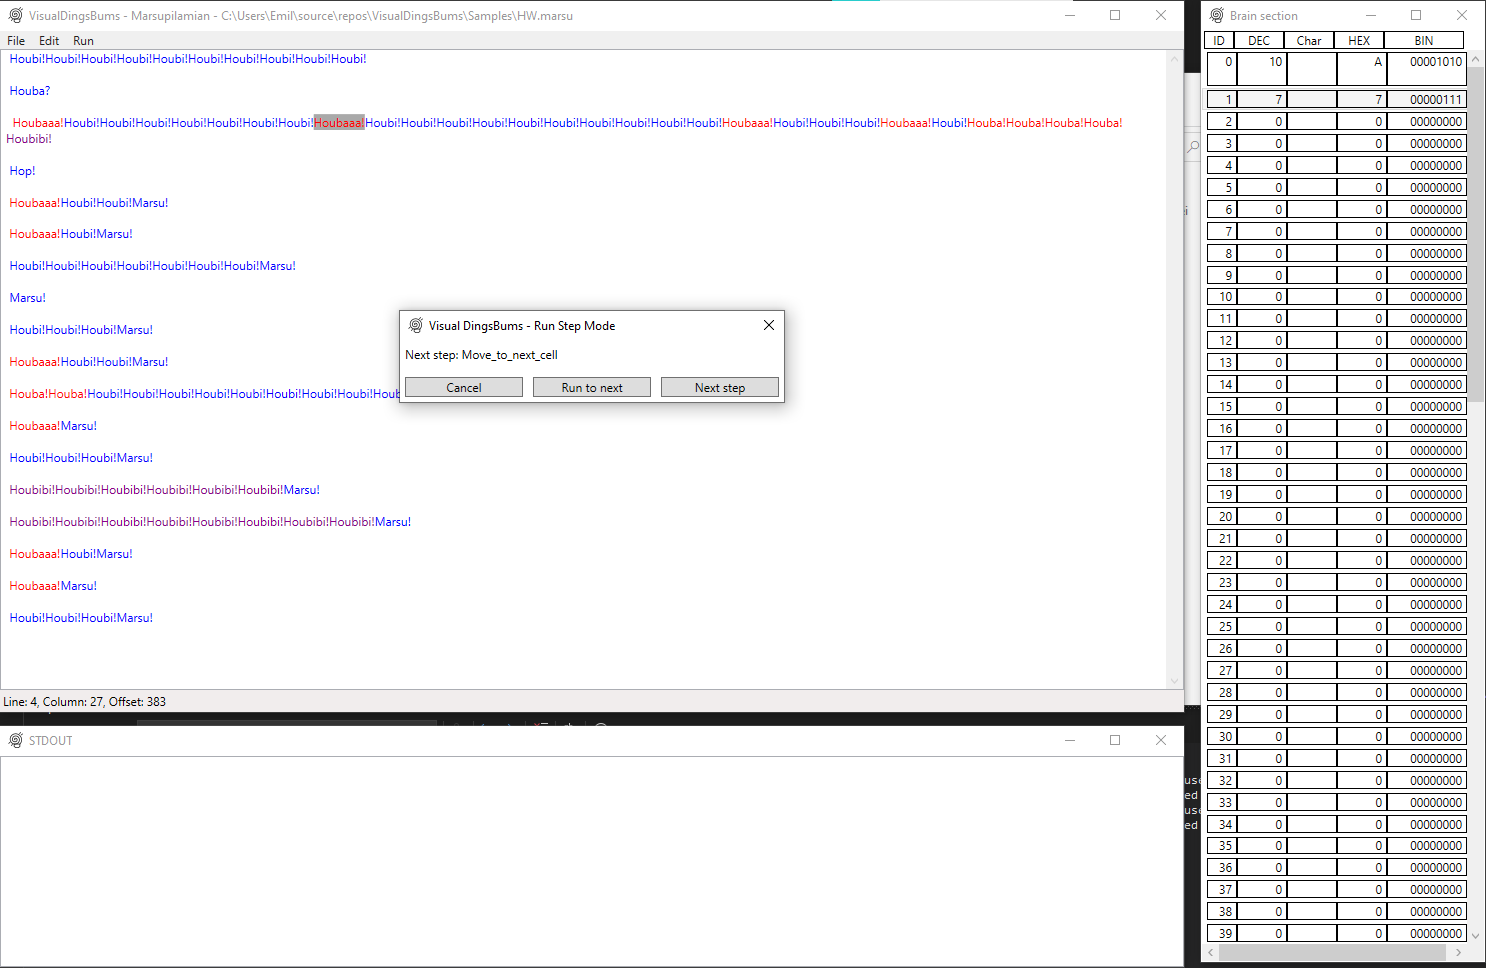 VisualDingsBums - Marsupilamian - C:\Users\Emil\source\repos\VisualDingsBums\Samples\HW.marsu
File Edit Run
Houbi!Houbi!Houbi!Houbi!Houbi!Houbi!Houbi!Houbi!Houbi!Houbi!
Houba?
Houbaaa!Houbi!Houbi!Houbi!Houbi!Houbi!Houbi!Houbi!Houbaaa!Houbi!Houbi!Houbi!Houbi!Houbi!Houbi!Houbi!Houbi!Houbi!Houbi!Houbaaa!Houbi!Houbi!Houbi!Houbaaa!Houbi!Houba!Houba!Houba!Houba!
Houbibi!
Hop!
Houbaaa!Houbi!Houbi!Marsu!
Houbaaa!Houbi!Marsu!
Houbi!Houbi!Houbi!Houbi!Houbi!Houbi!Houbi!Marsu!
Marsu!
Houbi!Houbi!Houbi!Marsu!
Houbaaa!Houbi!Houbi!Marsu!
Houba!Houba!Houbi!Houbi!Houbi!Houbi!Houbi!Houbi!Houbi!Houbi!Houb
Houbaaa!Marsu!
Houbi!Houbi!Houbi!Marsu!
Houbibi!Houbibi!Houbibi!Houbibi!Houbibi!Houbibi!Marsu!
Houbibi!Houbibi!Houbibi!Houbibi!Houbibi!Houbibi!Houbibi!Houbibi!Marsu!
Houbaaa!Houbi!Marsu!
Houbaaa!Marsu!
Houbi!Houbi!Houbi!Marsu!
Line: 4, Column: 27, Offset: 383
Visual DingsBums - Run Step Mode
Next step: Move_to_next_cell
Cancel Run to next Next step
STDOUT
Brain section
ID DEC Char HEX BIN
0 10 A 00001010
1 7 7 00000111
2 0 0 00000000
3 0 0 00000000
4 0 0 00000000
5 0 0 00000000
6 0 0 00000000
7 0 0 00000000
8 0 0 00000000
9 0 0 00000000
10 0 0 00000000
11 0 0 00000000
12 0 0 00000000
13 0 0 00000000
14 0 0 00000000
15 0 0 00000000
16 0 0 00000000
17 0 0 00000000
18 0 0 00000000
19 0 0 00000000
20 0 0 00000000
21 0 0 00000000
22 0 0 00000000
23 0 0 00000000
24 0 0 00000000
25 0 0 00000000
26 0 0 00000000
27 0 0 00000000
28 0 0 00000000
29 0 0 00000000
30 0 0 00000000
31 0 0 00000000
32 0 0 00000000
33 0 0 00000000
34 0 0 00000000
35 0 0 00000000
36 0 0 00000000
37 0 0 00000000
38 0 0 00000000
39 0 0 00000000
use
ed
use
ed